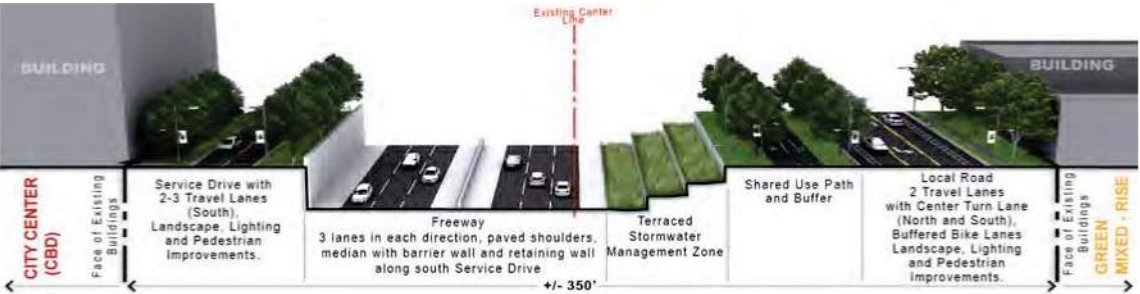 Existing Center
Line
BUILDING
BUILDING
CITY CENTER
(CBD)
Face of Existing
Buildings
Service Drive with
2-3 Travel Lanes
(South),
Landscape, Lighting
and Pedestrian
Improvements.
Freeway
3 lanes in each direction, paved shoulders,
median with barrier wall and retaining wall
along south Service Drive
Terraced
Stormwater
Management Zone
Shared Use Path
and Buffer
Local Road
2 Travel Lanes
with Center Turn Lane
(North and South),
Buffered Bike Lanes
Landscape, Lighting
and Pedestrian
Improvements.
Face of Existing
Buildings
GREEN
MIXED - RISE
+/- 350'